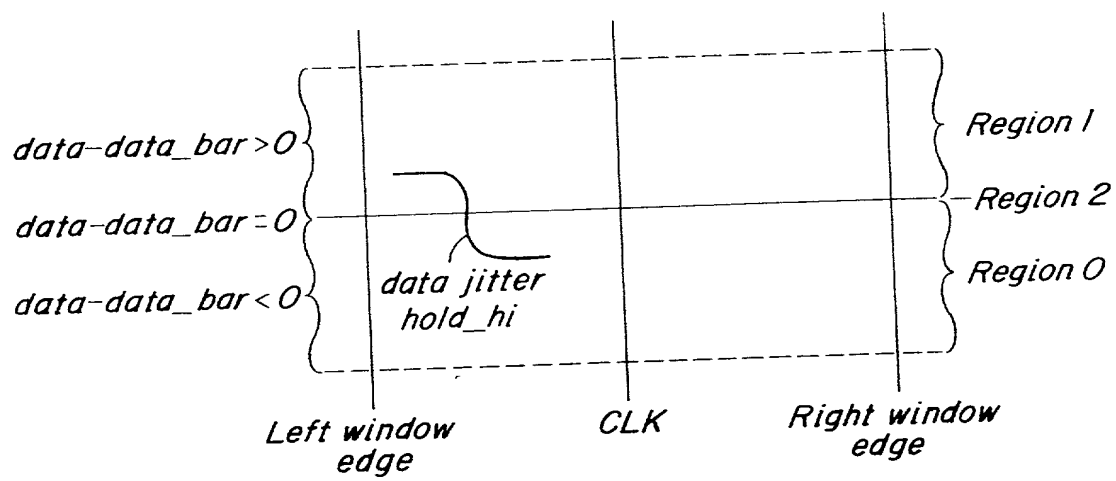 data-data_bar>0
data-data_bar=0
data-data_bar<0
data jitter
hold_hi
Region 1
Region 2
Region 0
Left window
edge
CLK
Right window
edge